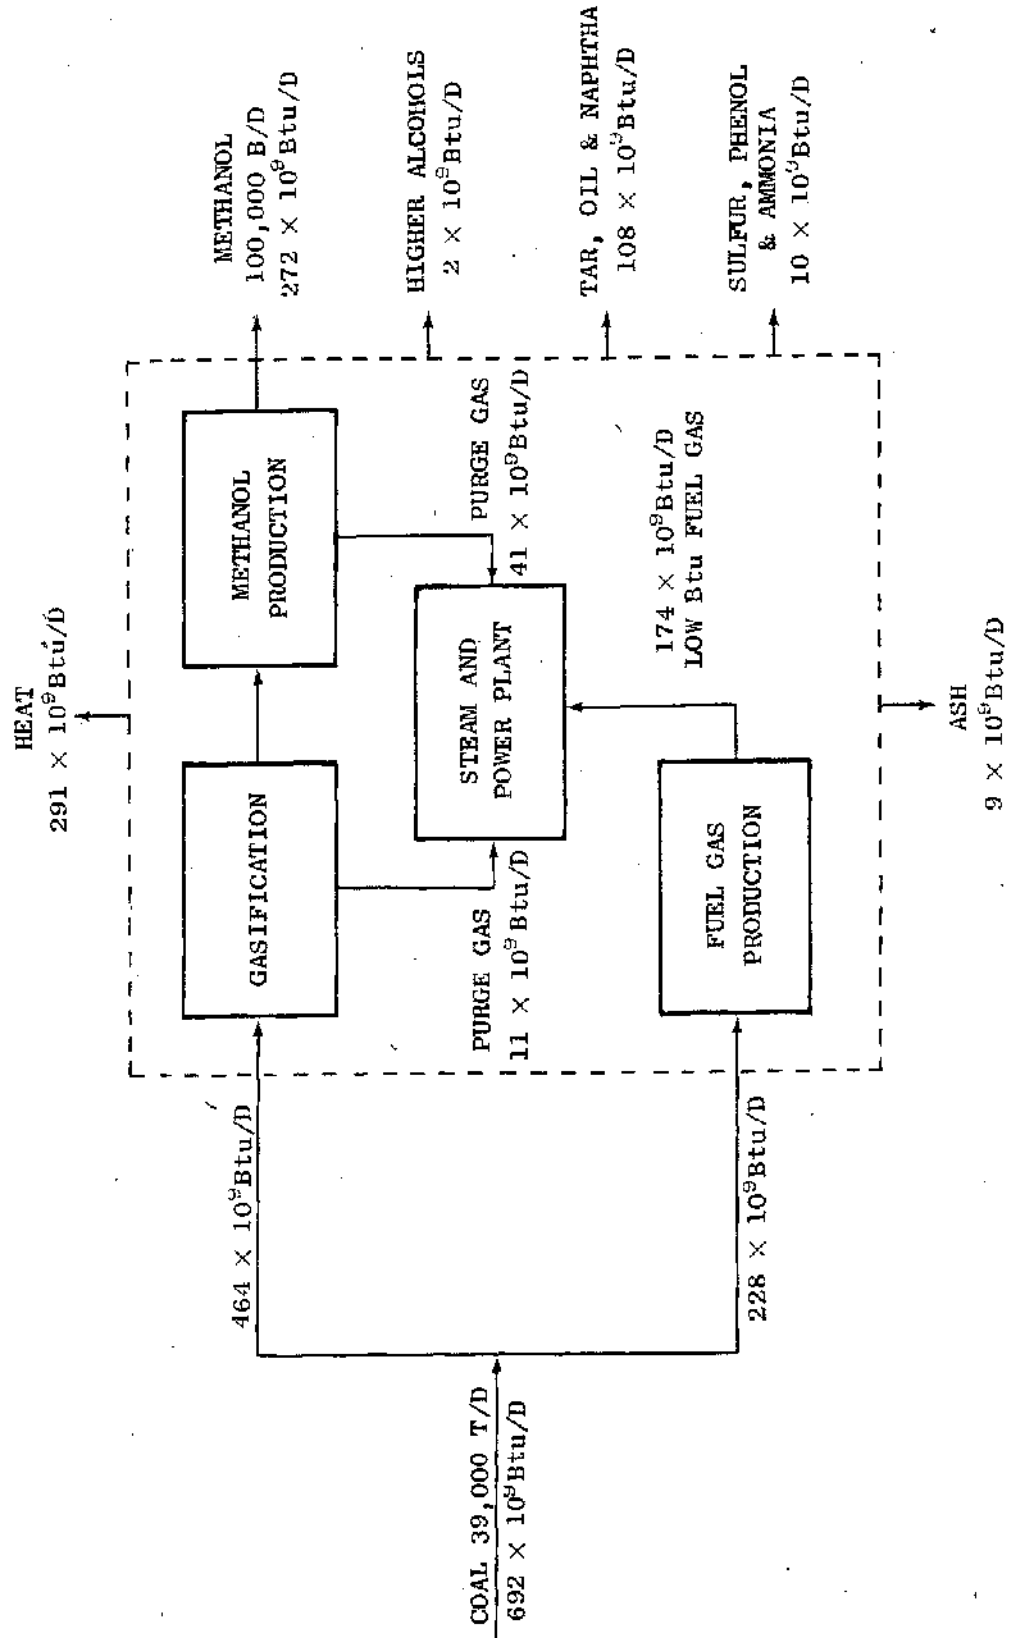 HEAT
291 × 10⁹Btu/D
COAL 39,000 T/D
692 × 10⁹Btu/D
464 × 10⁹Btu/D
228 × 10⁹Btu/D
GASIFICATION
METHANOL
PRODUCTION
PURGE GAS
11 × 10⁹Btu/D
STEAM AND
POWER PLANT
PURGE GAS
41 × 10⁹Btu/D
FUEL GAS
PRODUCTION
174 × 10⁹Btu/D
LOW Btu FUEL GAS
METHANOL
100,000 B/D
272 × 10⁹Btu/D
HIGHER ALCOHOLS
2 × 10⁹Btu/D
TAR, OIL & NAPHTHA
108 × 10⁹Btu/D
SULFUR, PHENOL
& AMMONIA
10 × 10⁹Btu/D
ASH
9 × 10⁹Btu/D